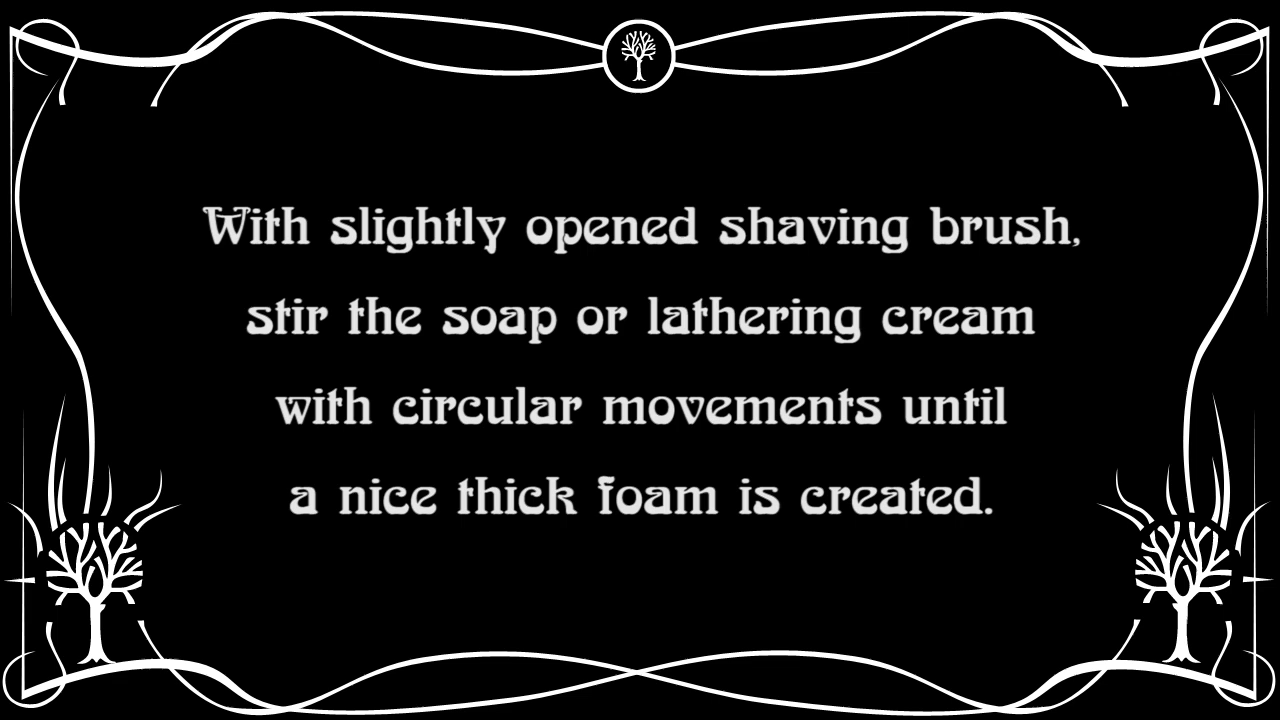 With slightly opened shaving brush,
stir the soap or lathering cream
with circular movements until
a nice thick foam is created.